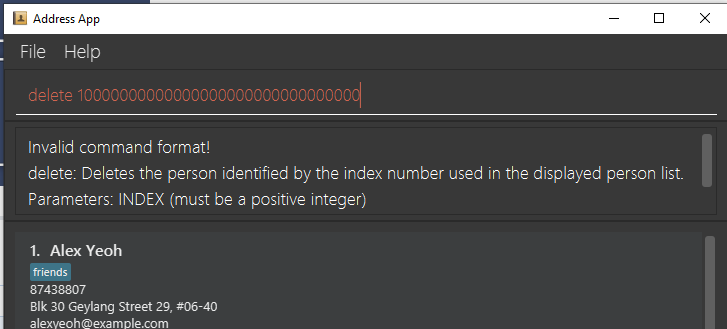 Address App
File Help
delete 10000000000000000000000000000000
Invalid command format!
delete: Deletes the person identified by the index number used in the displayed person list.
Parameters: INDEX (must be a positive integer)
1. Alex Yeoh
friends
87438807
Blk 30 Geylang Street 29, #06-40
alexyeoh@example.com